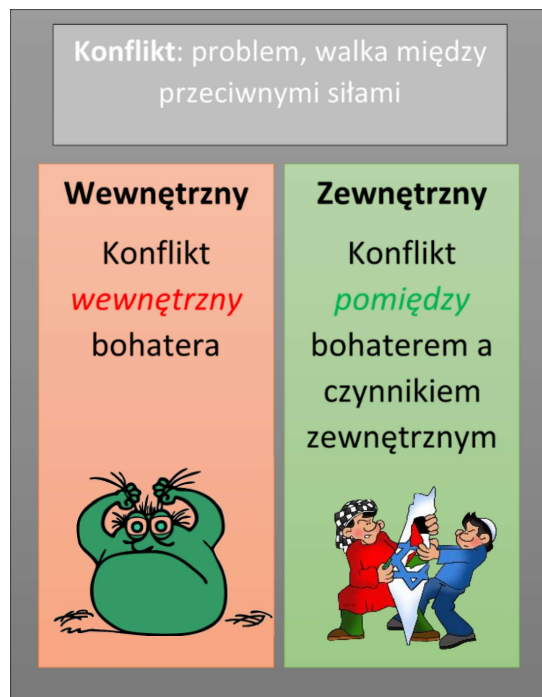 Konflikt: problem, walka między
przeciwnymi siłami
Wewnętrzny
Konflikt
wewnętrzny
bohatera
Zewnętrzny
Konflikt
pomiędzy
bohaterem a
czynnikiem
zewnętrznym